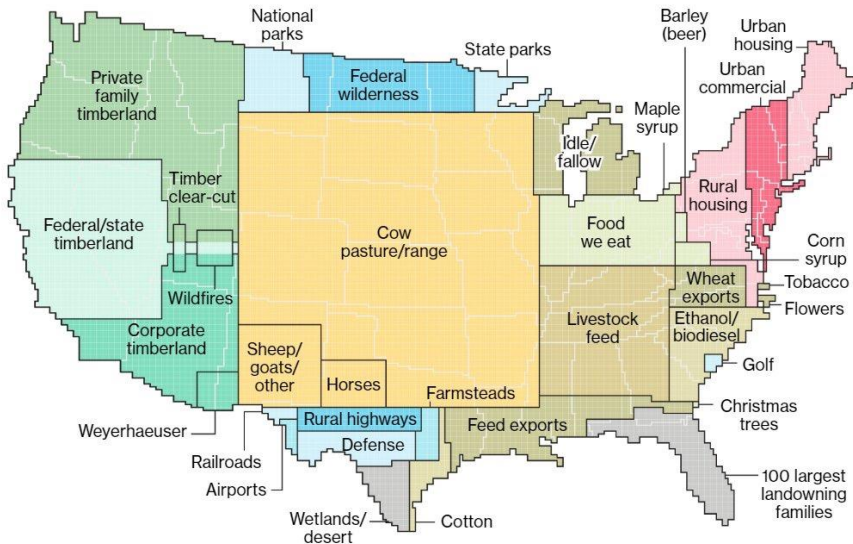 National
parks
State parks
Barley
(beer)
Urban
housing
Urban
commercial
Private
family
timberland
Federal
wilderness
Maple
syrup
Idle/
fallow
Timber
clear-cut
Rural
housing
Federal/state
timberland
Cow
pasture/range
Food
we eat
Corn
syrup
Wildfires
Wheat
exports
Tobacco
Flowers
Corporate
timberland
Livestock
feed
Ethanol/
biodiesel
Sheep/
goats/
other
Horses
Golf
Farmsteads
Weyerhaeuser
Rural highways
Feed exports
Christmas
trees
Railroads
Defense
Airports
100 largest
landowning
families
Wetlands/
desert
Cotton